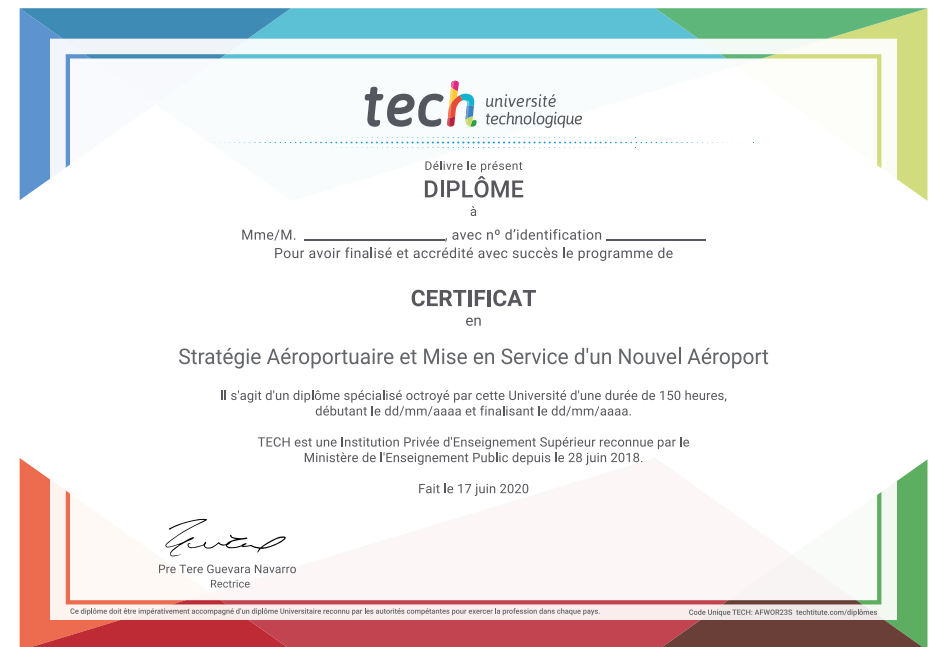 tech université
technologique
Délivre le présent
DIPLÔME
à
Mme/M. ____________________, avec nº d'identification ______________
Pour avoir finalisé et accrédité avec succès le programme de
CERTIFICAT
en
Stratégie Aéroportuaire et Mise en Service d'un Nouvel Aéroport
Il s'agit d'un diplôme spécialisé octroyé par cette Université d'une durée de 150 heures,
débutant le dd/mm/aaaa et finalisant le dd/mm/aaaa.
TECH est une Institution Privée d'Enseignement Supérieur reconnue par le
Ministère de l'Enseignement Public depuis le 28 juin 2018.
Fait le 17 juin 2020
Pre Tere Guevara Navarro
Rectrice
Ce diplôme doit être impérativement accompagné d'un diplôme Universitaire reconnu par les autorités compétantes pour exercer la profession dans chaque pays.
Code Unique TECH: AFWOR23S techtitute.com/diplômes